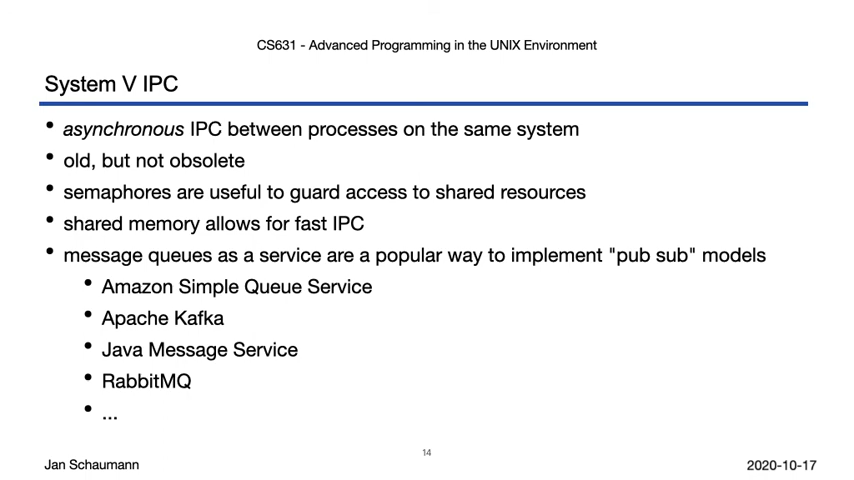 CS631 - Advanced Programming in the UNIX Environment
System V IPC
• asynchronous IPC between processes on the same system
• old, but not obsolete
• semaphores are useful to guard access to shared resources
• shared memory allows for fast IPC
• message queues as a service are a popular way to implement "pub sub" models
• Amazon Simple Queue Service
• Apache Kafka
• Java Message Service
• RabbitMQ
• ...
14
Jan Schaumann
2020-10-17